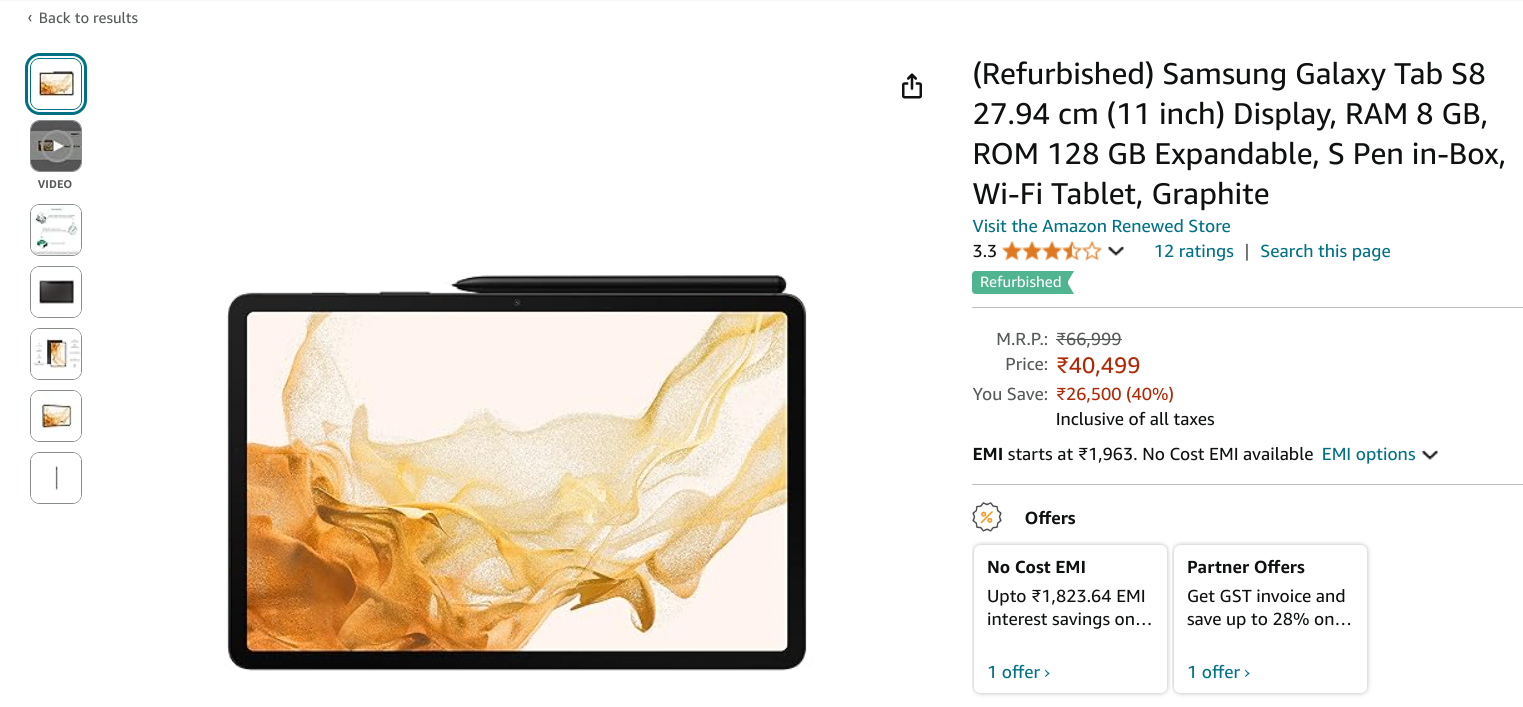 ‹ Back to results
VIDEO
(Refurbished) Samsung Galaxy Tab S8
27.94 cm (11 inch) Display, RAM 8 GB,
ROM 128 GB Expandable, S Pen in-Box,
Wi-Fi Tablet, Graphite
Visit the Amazon Renewed Store
3.3 12 ratings | Search this page
Refurbished
M.R.P.: ₹66,999
Price: ₹40,499
You Save: ₹26,500 (40%)
Inclusive of all taxes
EMI starts at ₹1,963. No Cost EMI available EMI options
% Offers
No Cost EMI
Upto ₹1,823.64 EMI
interest savings on…
1 offer ›
Partner Offers
Get GST invoice and
save up to 28% on…
1 offer ›